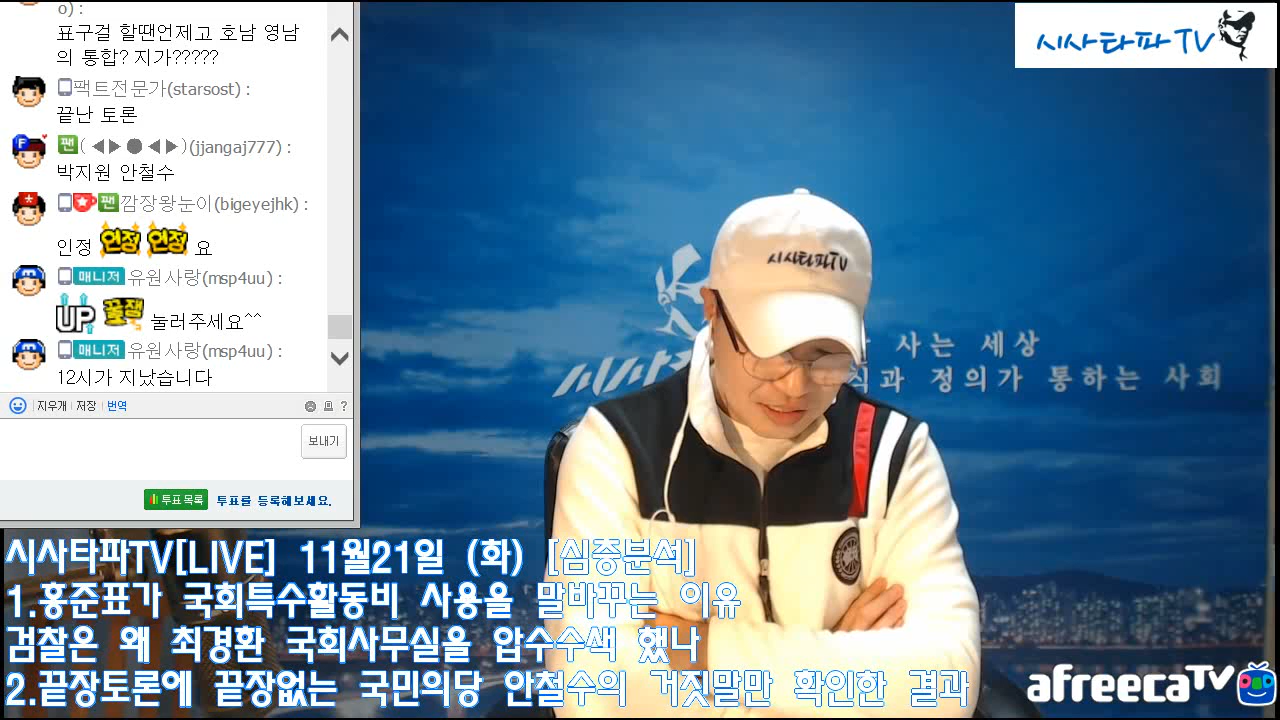 o) :
표구걸 할땐언제고 호남 영남
의 통합? 지가?????
팩트전문가(starsost) :
끝난 토론
팬 ( ◀▶ ● ◀▶ )(jjangaj777) :
박지원 안철수
팬 깜장왕눈이(bigeyejhk) :
인정 인정 인정 요
매니저 유원사랑(msp4uu) :
UP 꿀잼 눌러주세요^^
매니저 유원사랑(msp4uu) :
12시가 지났습니다
지우개 저장 번역 ?
보내기
투표목록 투표를 등록해보세요.
시사타파TV
시사타파TV
사는 세상
시사
과 정의가 통하는 사회
시사타파TV[LIVE] 11월21일 (화) [심증분석]
1.홍준표가 국회특수활동비 사용을 말바꾸는 이유
검찰은 왜 최경환 국회사무실을 압수수색 했나
2.끝장토론에 끝장없는 국민의당 안철수의 거짓말만 확인한 결과
afreecaTV